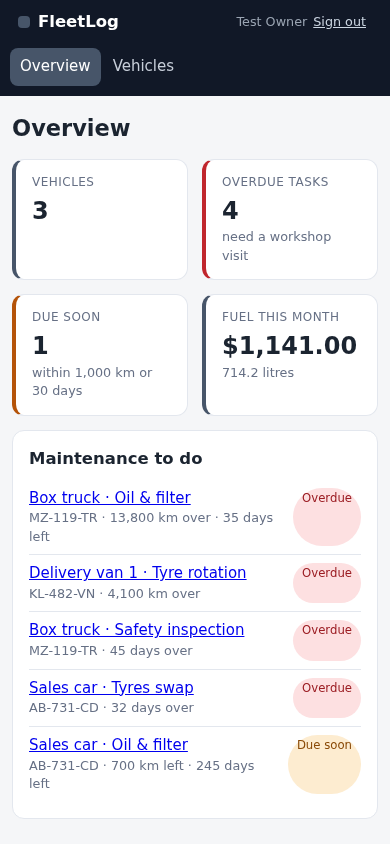 FleetLog
Test Owner Sign out
Overview Vehicles
Overview
VEHICLES
3
OVERDUE TASKS
4
need a workshop
visit
DUE SOON
1
within 1,000 km or
30 days
FUEL THIS MONTH
$1,141.00
714.2 litres
Maintenance to do
Box truck · Oil & filter
Overdue
MZ-119-TR · 13,800 km over · 35 days
left
Delivery van 1 · Tyre rotation
Overdue
KL-482-VN · 4,100 km over
Box truck · Safety inspection
Overdue
MZ-119-TR · 45 days over
Sales car · Tyres swap
Overdue
AB-731-CD · 32 days over
Sales car · Oil & filter
Due soon
AB-731-CD · 700 km left · 245 days
left